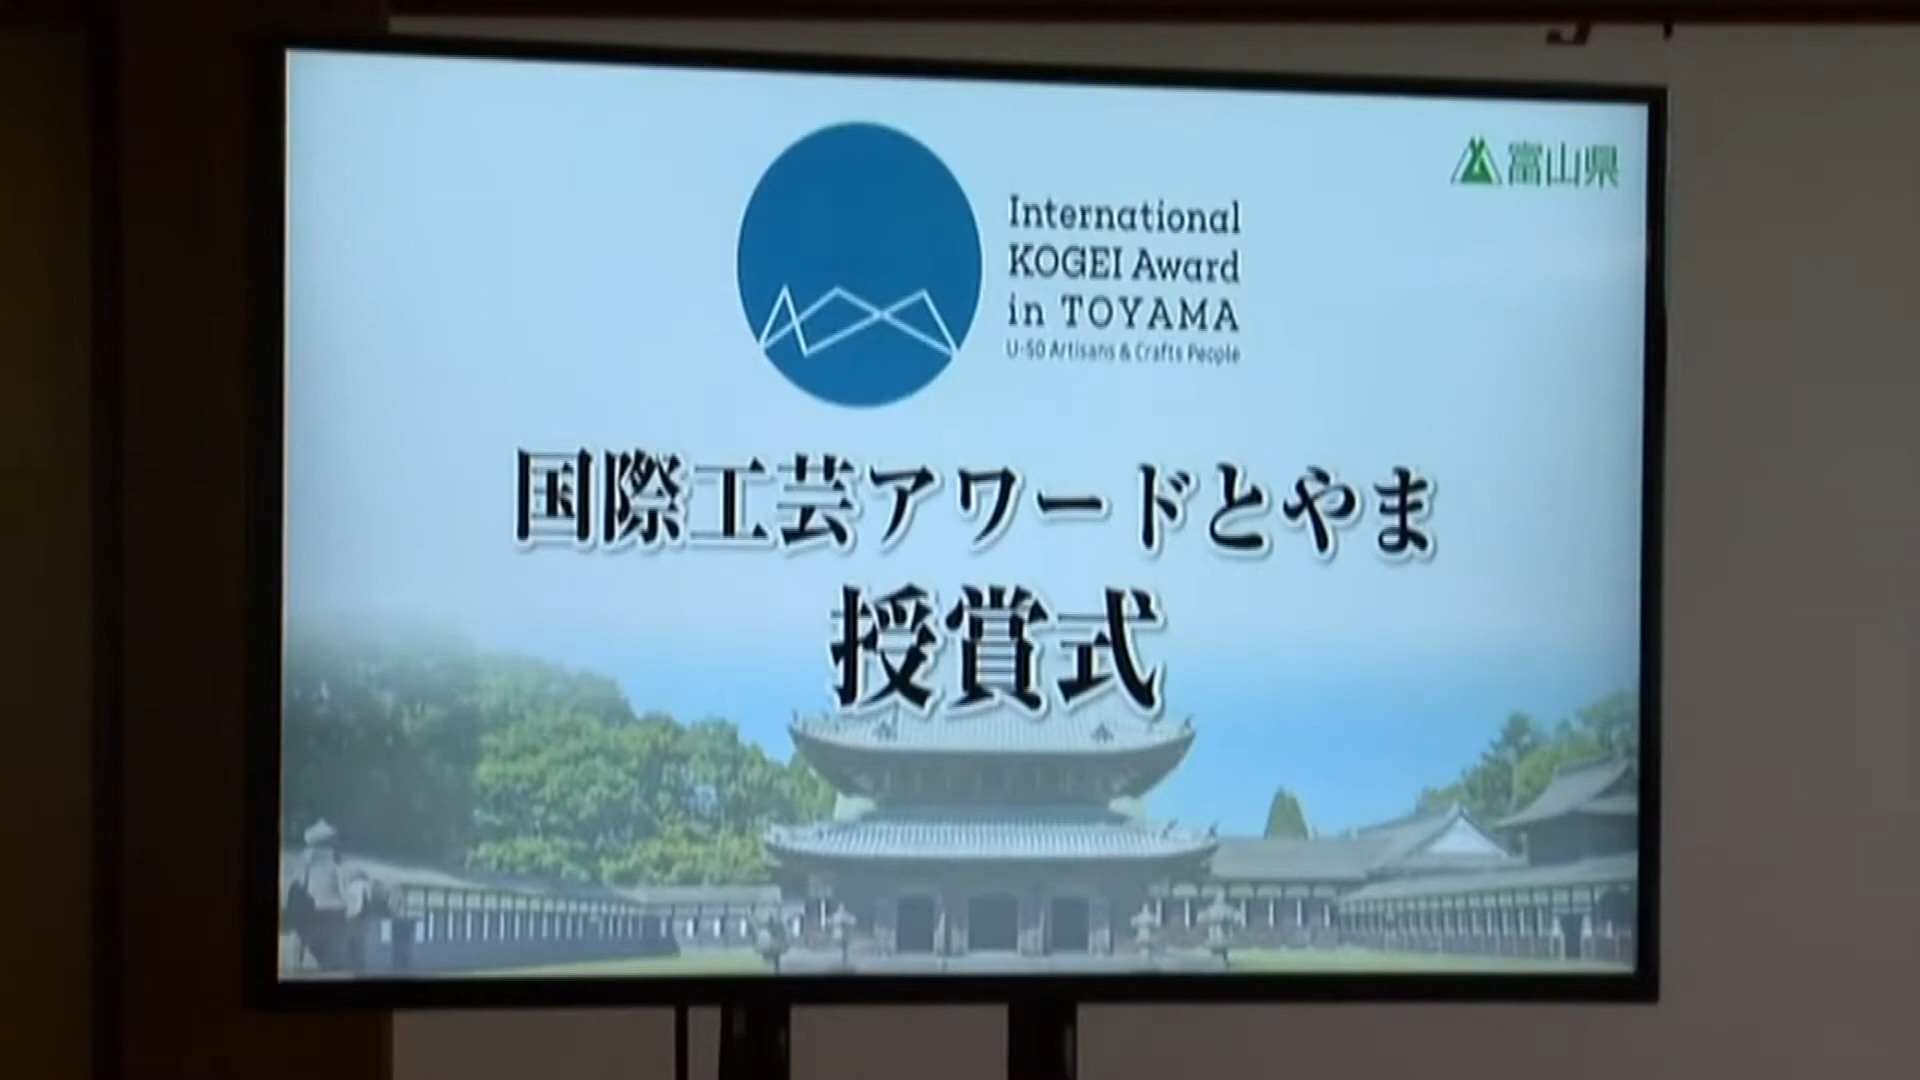 富山県
International
KOGEI Award
in TOYAMA
U-50 Artisans & Crafts People
国際工芸アワードとやま
授賞式